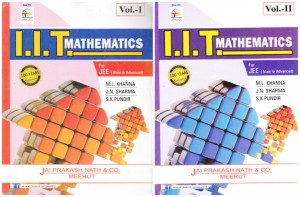 Vol.-I
I.I.T. MATHEMATICS
For
JEE ( Main & Advanced)
M.L. KHANNA
J.N. SHARMA
S.K.PUNDIR
JAI PRAKASH NATH & CO.
MEERUT
Vol.-II
I.I.T. MATHEMATICS
For
JEE ( Main & Advanced)
M.L. KHANNA
J.N. SHARMA
S.K.PUNDIR
JAI PRAKASH NATH & CO.
MEERUT